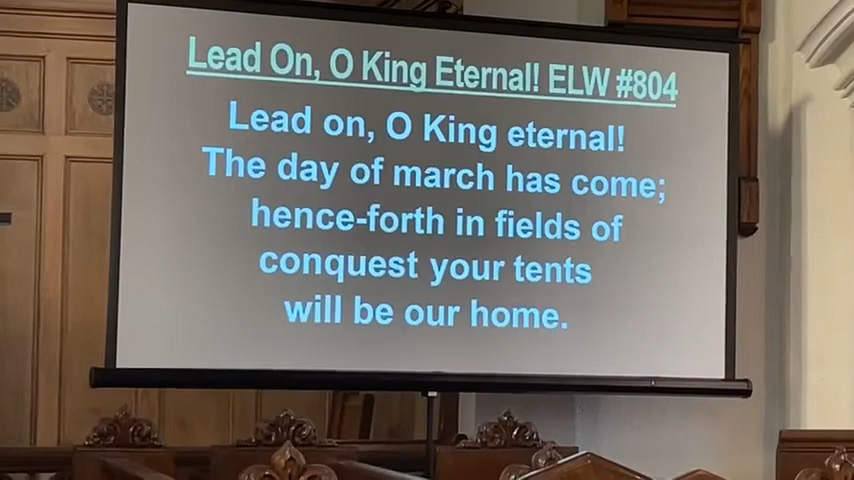 Lead On, O King Eternal! ELW #804
Lead on, O King eternal!
The day of march has come;
hence-forth in fields of
conquest your tents
will be our home.